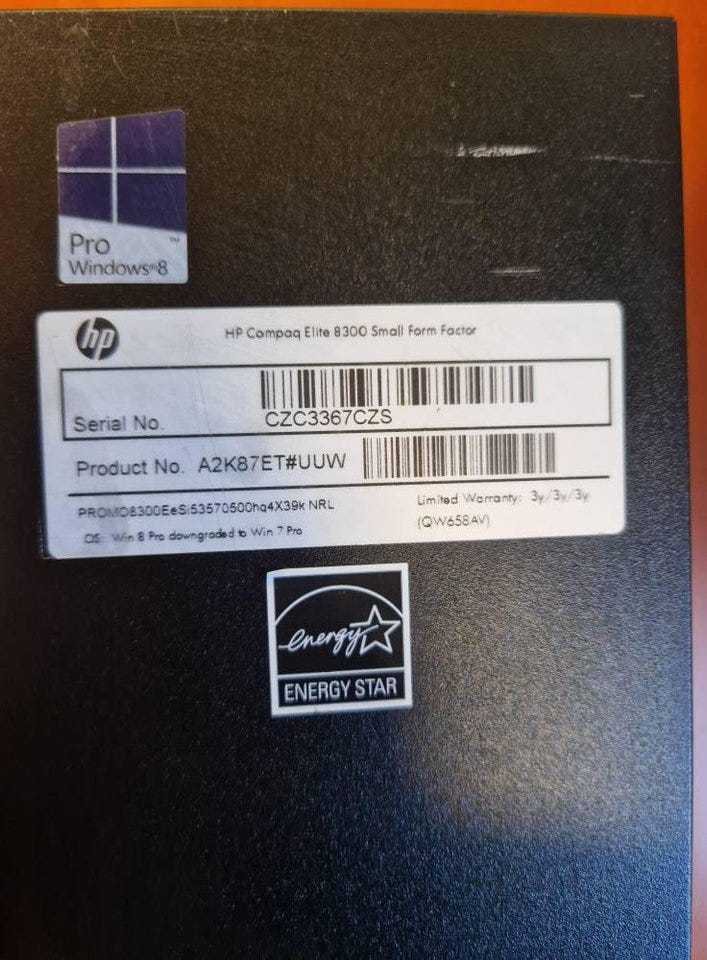 Pro ™
Windows®8
hp
HP Compaq Elite 8300 Small Form Factor
Serial No. CZC3367CZS
Product No. A2K87ET#UUW
PROMO8300EeSi53570500hq4X39k NRL
Limited Warranty: 3y/3y/3y
OS: Win 8 Pro downgraded to Win 7 Pro
(QW658AV)
energy
ENERGY STAR